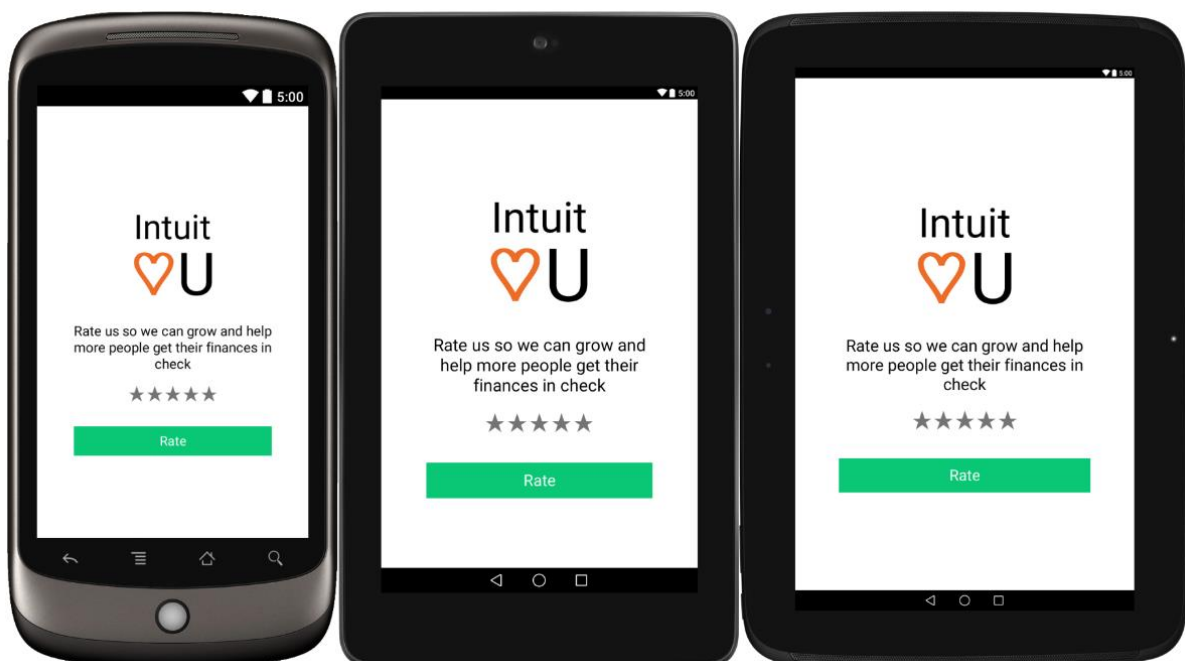 5:00
Intuit
♡U
Rate us so we can grow and help
more people get their finances in
check
★★★★★
Rate
5:00
Intuit
♡U
Rate us so we can grow and
help more people get their
finances in check
★★★★★
Rate
5:00
Intuit
♡U
Rate us so we can grow and help
more people get their finances in
check
★★★★★
Rate